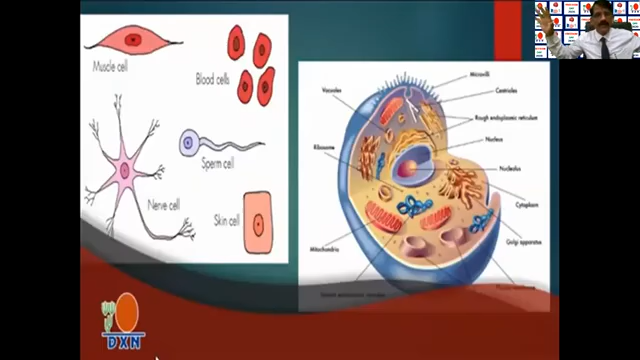 Muscle cell
Blood cells
Sperm cell
Nerve cell
Skin cell
Microvilli
Centrioles
Vacuoles
Rough endoplasmic reticulum
Nucleus
Ribosome
Nucleolus
Cytoplasm
Golgi apparatus
Mitochondria
DXN